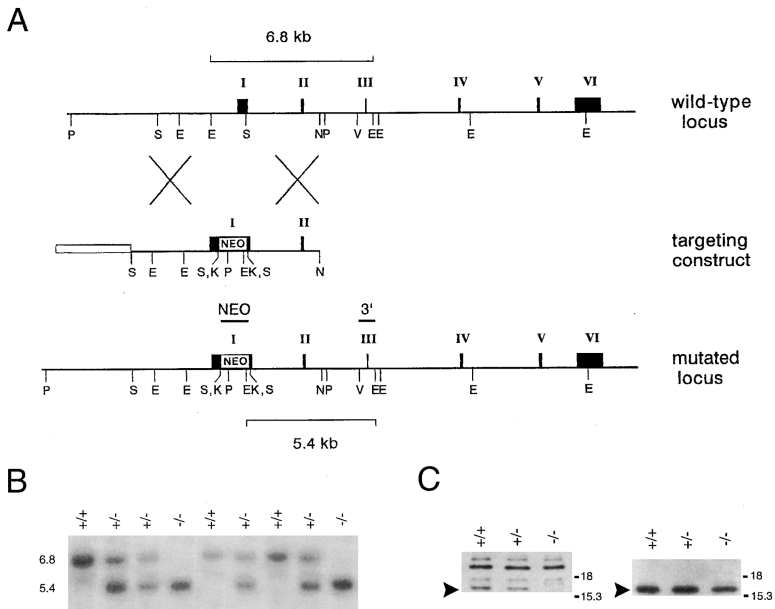 A
6.8 kb
I II III IV V VI
wild-type
locus
P S E E S NP V EE E E
I II
NEO
targeting
construct
S E E S,K P EK,S N
NEO 3'
I II III IV V VI
NEO
mutated
locus
P S E E S,K P EK,S NP V EE E E
5.4 kb
B
+/+ +/- +/- -/- +/+ +/- +/+ +/- -/-
6.8
5.4
C
+/+ +/- -/-
18
15.3
+/+ +/- -/-
18
15.3